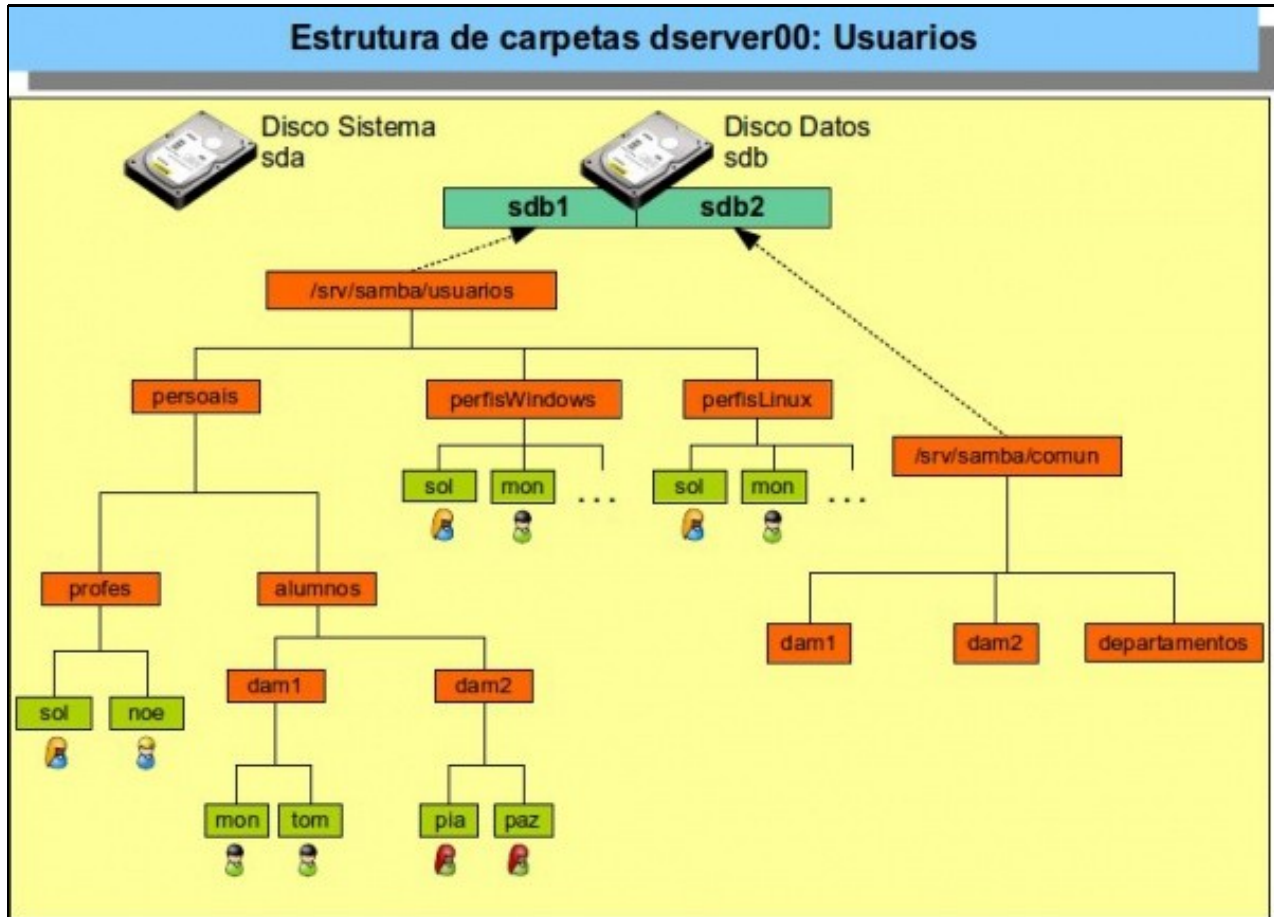 Estrutura de carpetas dserver00: Usuarios
Disco Sistema
sda
Disco Datos
sdb
sdb1
sdb2
/srv/samba/usuarios
persoais
perfisWindows
perfisLinux
/srv/samba/comun
sol
mon
...
sol
mon
...
profes
alumnos
dam1
dam2
departamentos
dam1
dam2
sol
noe
mon
tom
pia
paz